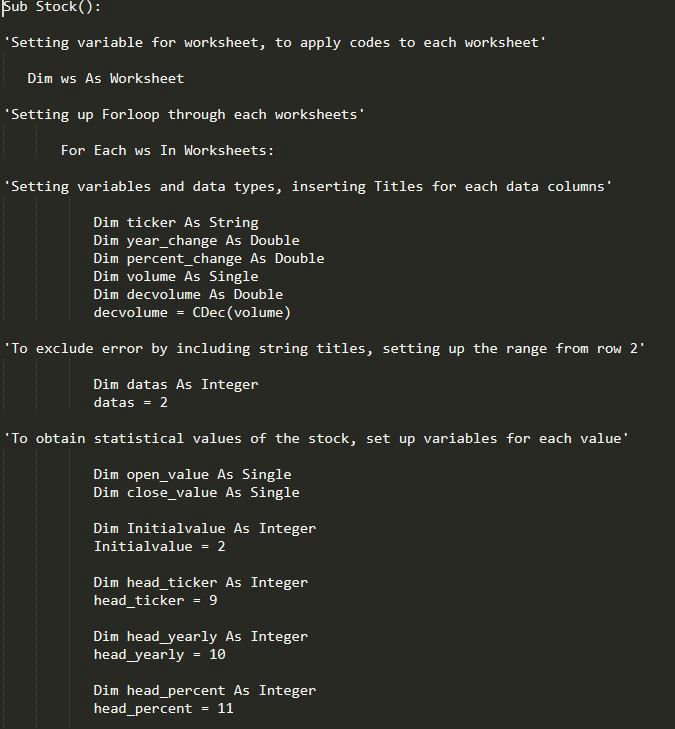 Sub Stock():
'Setting variable for worksheet, to apply codes to each worksheet'
Dim ws As Worksheet
'Setting up Forloop through each worksheets'
For Each ws In Worksheets:
'Setting variables and data types, inserting Titles for each data columns'
Dim ticker As String
Dim year_change As Double
Dim percent_change As Double
Dim volume As Single
Dim decvolume As Double
decvolume = CDec(volume)
'To exclude error by including string titles, setting up the range from row 2'
Dim datas As Integer
datas = 2
'To obtain statistical values of the stock, set up variables for each value'
Dim open_value As Single
Dim close_value As Single
Dim Initialvalue As Integer
Initialvalue = 2
Dim head_ticker As Integer
head_ticker = 9
Dim head_yearly As Integer
head_yearly = 10
Dim head_percent As Integer
head_percent = 11